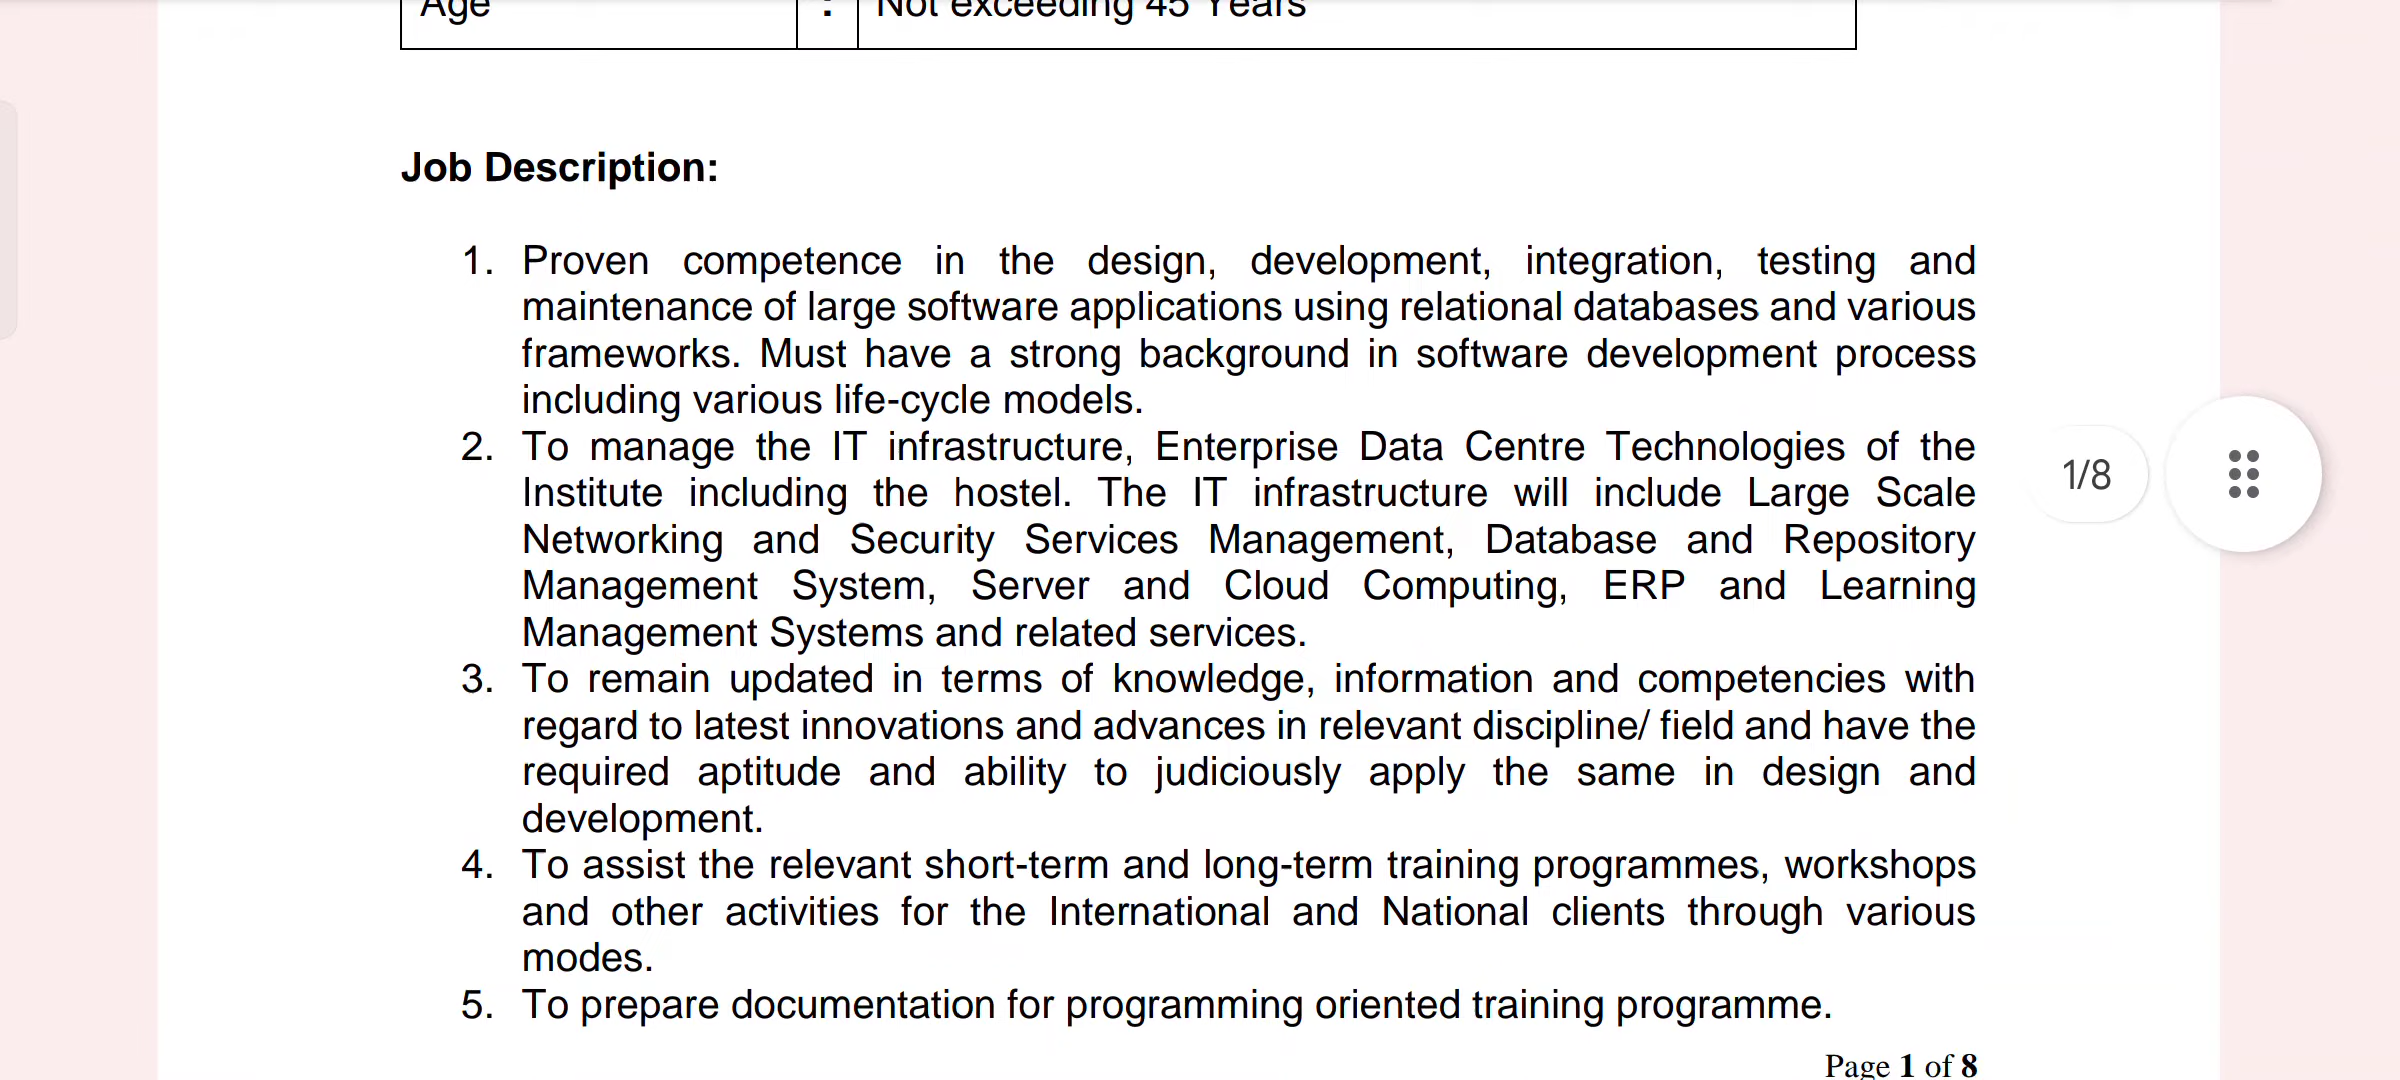 Age : Not exceeding 45 Years
Job Description:
1. Proven competence in the design, development, integration, testing and
maintenance of large software applications using relational databases and various
frameworks. Must have a strong background in software development process
including various life-cycle models.
2. To manage the IT infrastructure, Enterprise Data Centre Technologies of the
Institute including the hostel. The IT infrastructure will include Large Scale
Networking and Security Services Management, Database and Repository
Management System, Server and Cloud Computing, ERP and Learning
Management Systems and related services.
3. To remain updated in terms of knowledge, information and competencies with
regard to latest innovations and advances in relevant discipline/ field and have the
required aptitude and ability to judiciously apply the same in design and
development.
4. To assist the relevant short-term and long-term training programmes, workshops
and other activities for the International and National clients through various
modes.
5. To prepare documentation for programming oriented training programme.
Page 1 of 8
1/8